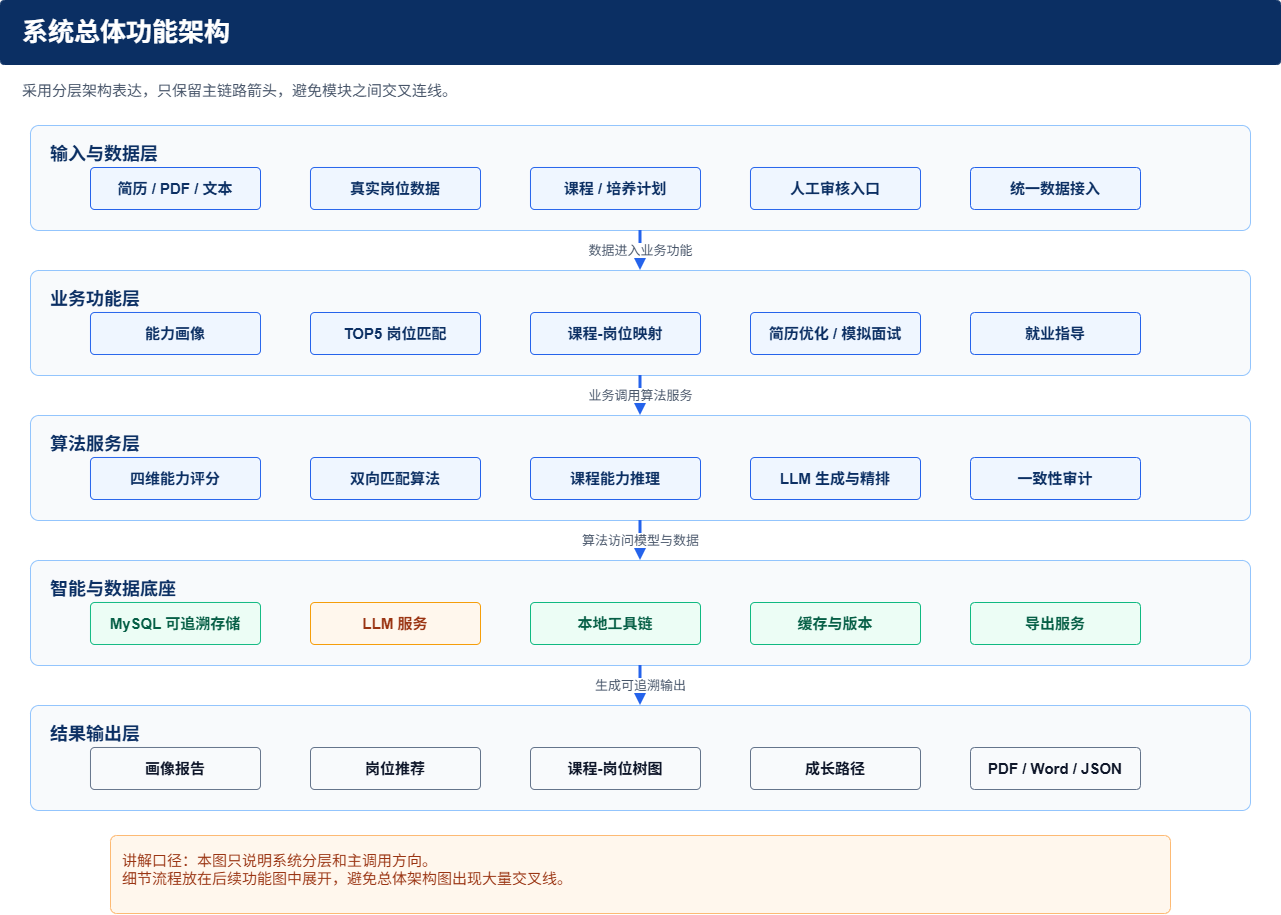 系统总体功能架构
采用分层架构表达，只保留主链路箭头，避免模块之间交叉连线。
输入与数据层
简历 / PDF / 文本
真实岗位数据
课程 / 培养计划
人工审核入口
统一数据接入
数据进入业务功能
业务功能层
能力画像
TOP5 岗位匹配
课程-岗位映射
简历优化 / 模拟面试
就业指导
业务调用算法服务
算法服务层
四维能力评分
双向匹配算法
课程能力推理
LLM 生成与精排
一致性审计
算法访问模型与数据
智能与数据底座
MySQL 可追溯存储
LLM 服务
本地工具链
缓存与版本
导出服务
生成可追溯输出
结果输出层
画像报告
岗位推荐
课程-岗位树图
成长路径
PDF / Word / JSON
讲解口径：本图只说明系统分层和主调用方向。
细节流程放在后续功能图中展开，避免总体架构图出现大量交叉线。